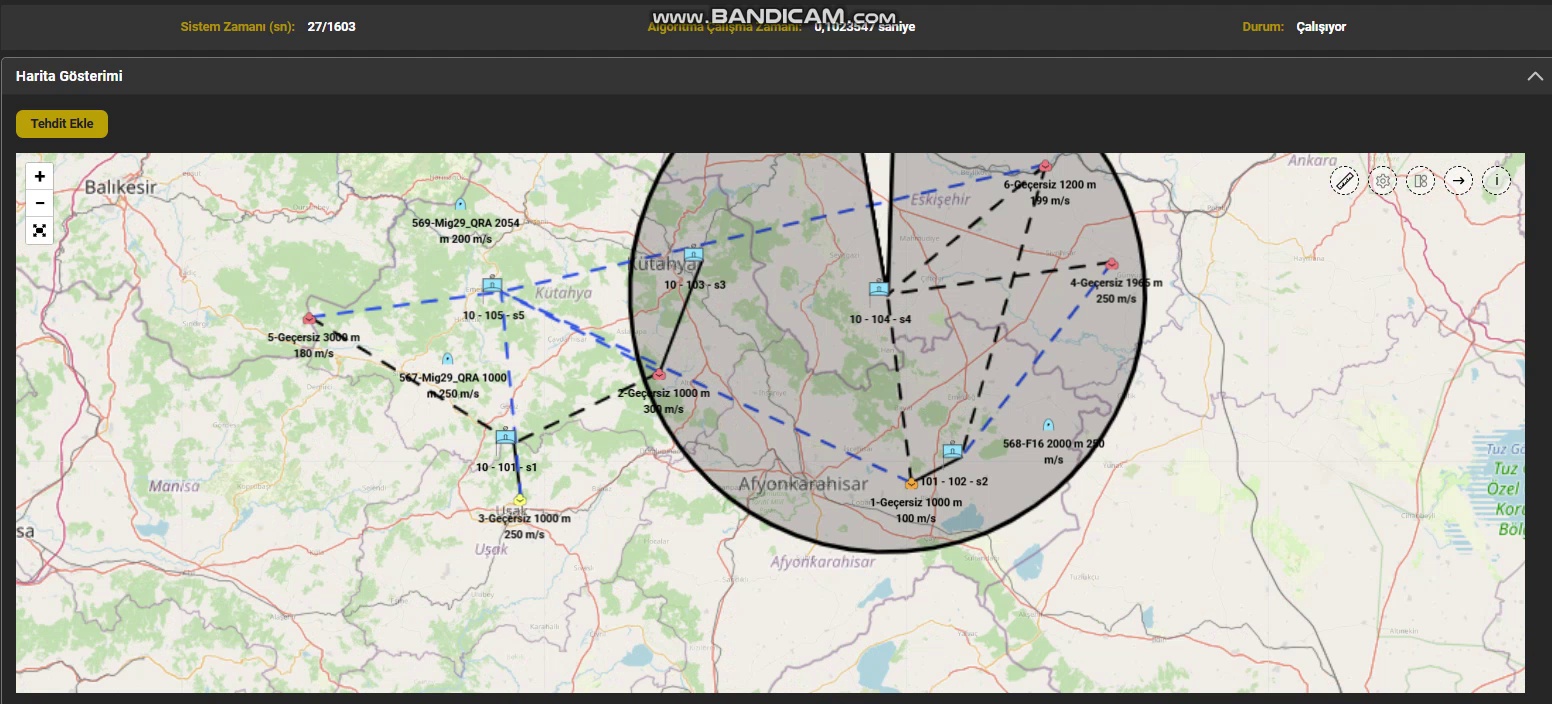 www.BANDICAM.com
Sistem Zamanı (sn): 27/1603
Algoritma Çalışma Zamanı: 0,1023547 saniye
Durum: Çalışıyor
Harita Gösterimi
Tehdit Ekle
+
−
Balıkesir
Ankara
6-Geçersiz 1200 m
199 m/s
Eskişehir
569-Mig29_QRA 2054
m 200 m/s
Kütahya
10 - 103 - s3
4-Geçersiz 1965 m
250 m/s
Kütahya
10 - 105 - s5
10 - 104 - s4
5-Geçersiz 3000 m
180 m/s
567-Mig29_QRA 1000
m 250 m/s
2-Geçersiz 1000 m
300 m/s
568-F16 2000 m 250
m/s
10 - 101 - s1
Manisa
Afyonkarahisar
101 - 102 - s2
1-Geçersiz 1000 m
100 m/s
Uşak
3-Geçersiz 1000 m
250 m/s
Uşak
Afyonkarahisar
sa
Tuz Gö
Tuz G
Özel
Koru
Bölg